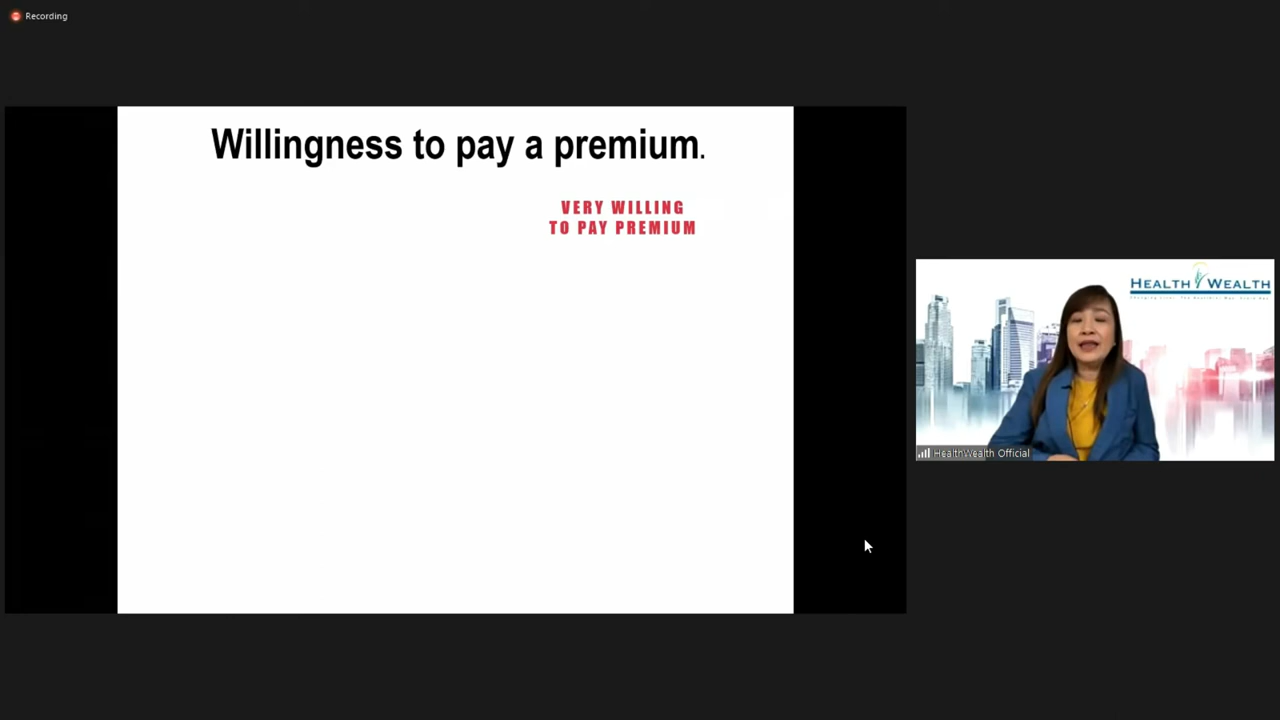 Recording
Willingness to pay a premium.
VERY WILLING
TO PAY PREMIUM
HEALTH WEALTH
HealthWealth Official